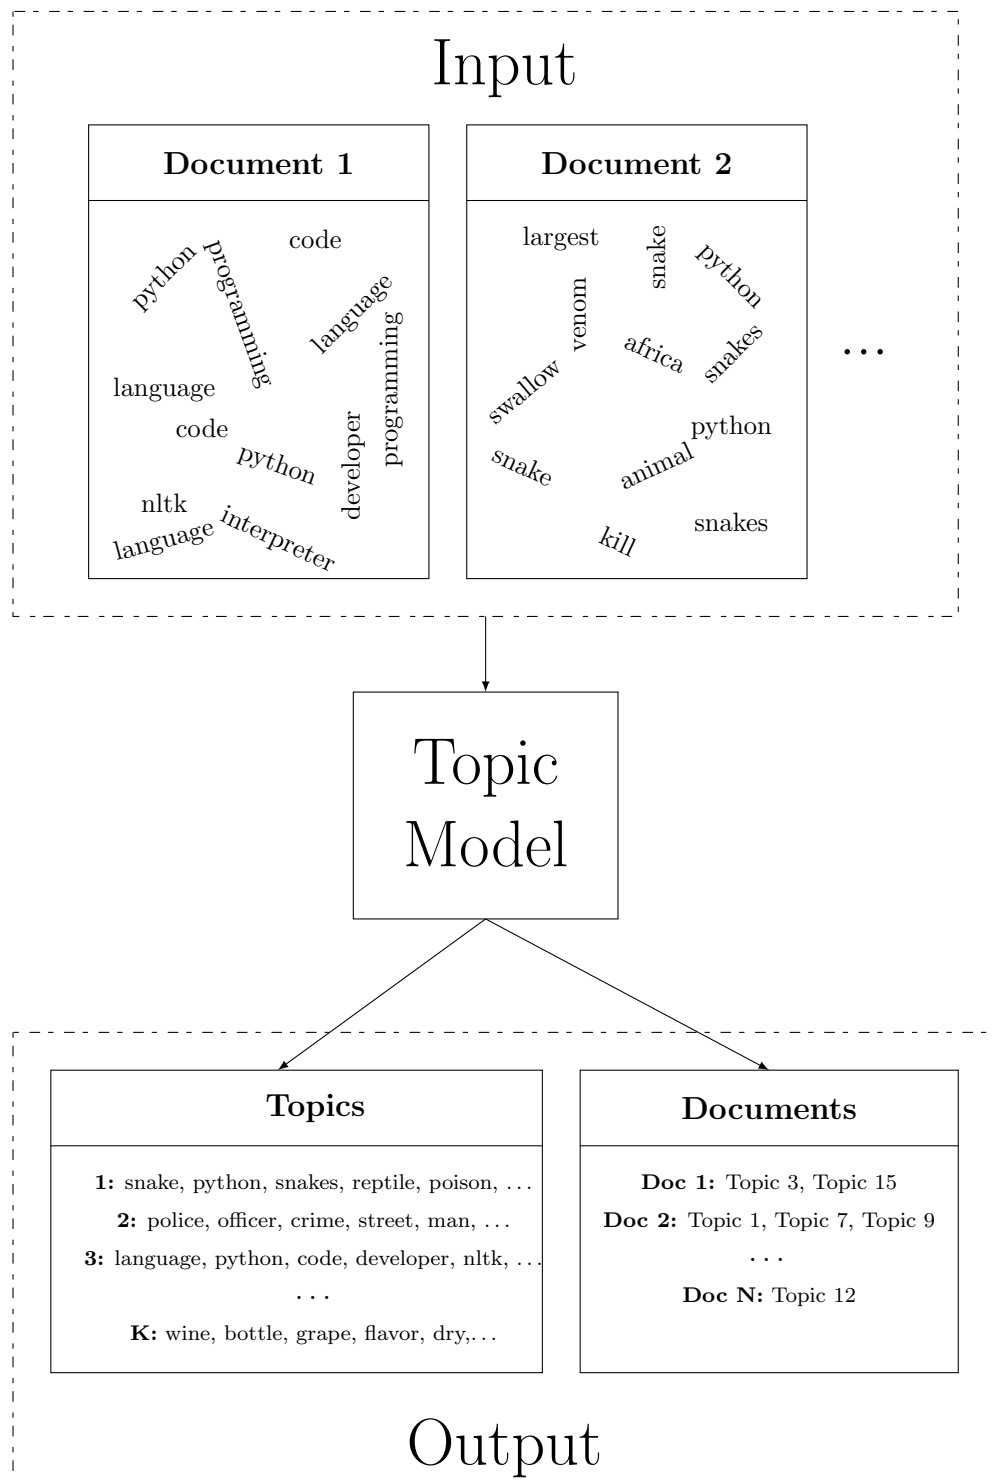 Input
Document 1
code
python
programming
language
programming
language
code
developer
python
nltk
language
interpreter
Document 2
largest
snake
python
venom
africa
snakes
swallow
python
snake
animal
snakes
kill
...
Topic
Model
Topics
1: snake, python, snakes, reptile, poison, ...
2: police, officer, crime, street, man, ...
3: language, python, code, developer, nltk, ...
...
K: wine, bottle, grape, flavor, dry,...
Documents
Doc 1: Topic 3, Topic 15
Doc 2: Topic 1, Topic 7, Topic 9
...
Doc N: Topic 12
Output